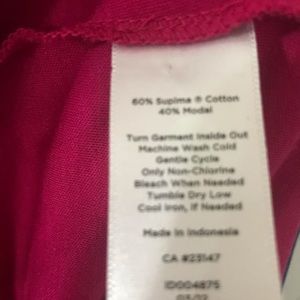 60% Supima ® Cotton
40% Modal
Turn Garment Inside Out
Machine Wash Cold
Gentle Cycle
Only Non-Chlorine
Bleach When Needed
Tumble Dry Low
Cool Iron, if Needed
Made in Indonesia
CA #23147
ID004875